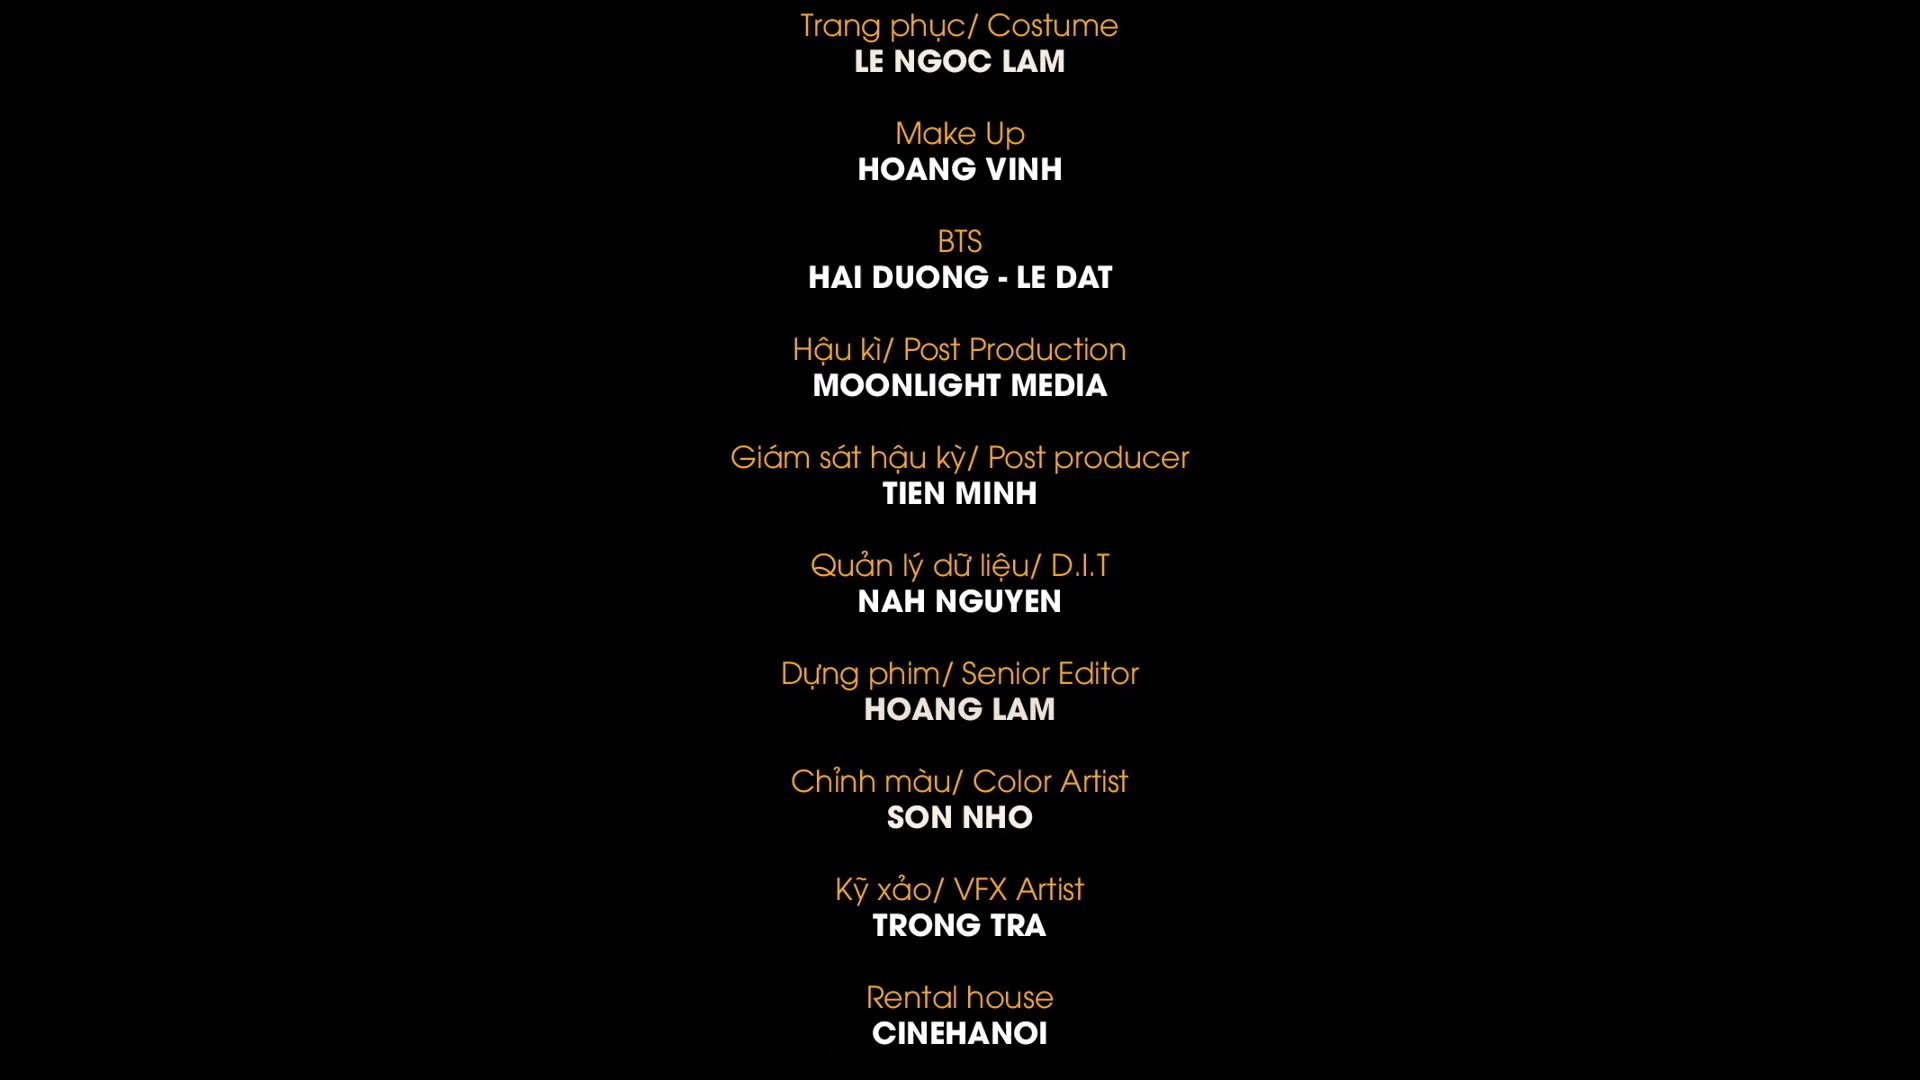 Trang phục/ Costume
LE NGOC LAM
Make Up
HOANG VINH
BTS
HAI DUONG - LE DAT
Hậu kì/ Post Production
MOONLIGHT MEDIA
Giám sát hậu kỳ/ Post producer
TIEN MINH
Quản lý dữ liệu/ D.I.T
NAH NGUYEN
Dựng phim/ Senior Editor
HOANG LAM
Chỉnh màu/ Color Artist
SON NHO
Kỹ xảo/ VFX Artist
TRONG TRA
Rental house
CINEHANOI